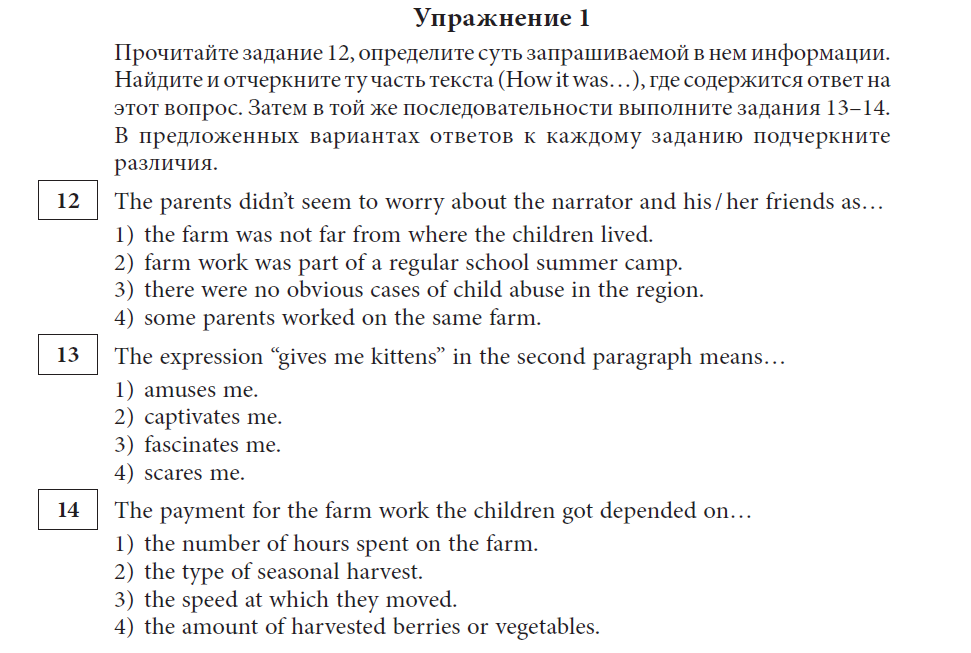 Упражнение 1
Прочитайте задание 12, определите суть запрашиваемой в нем информации.
Найдите и отчеркните ту часть текста (How it was…), где содержится ответ на
этот вопрос. Затем в той же последовательности выполните задания 13–14.
В предложенных вариантах ответов к каждому заданию подчеркните
различия.
12 The parents didn’t seem to worry about the narrator and his / her friends as…
1) the farm was not far from where the children lived.
2) farm work was part of a regular school summer camp.
3) there were no obvious cases of child abuse in the region.
4) some parents worked on the same farm.
13 The expression “gives me kittens” in the second paragraph means…
1) amuses me.
2) captivates me.
3) fascinates me.
4) scares me.
14 The payment for the farm work the children got depended on…
1) the number of hours spent on the farm.
2) the type of seasonal harvest.
3) the speed at which they moved.
4) the amount of harvested berries or vegetables.